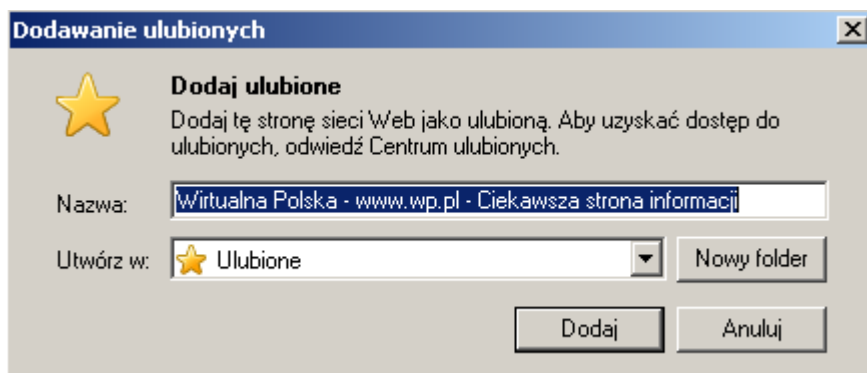 Dodawanie ulubionych
Dodaj ulubione
Dodaj tę stronę sieci Web jako ulubioną. Aby uzyskać dostęp do
ulubionych, odwiedź Centrum ulubionych.
Nazwa: Wirtualna Polska - www.wp.pl - Ciekawsza strona informacji
Utwórz w: Ulubione Nowy folder
Dodaj Anuluj